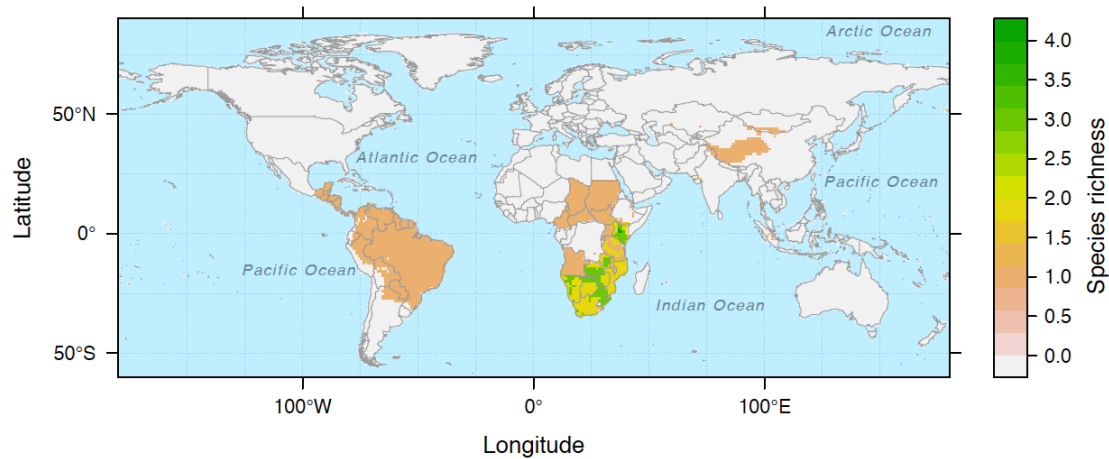 Arctic Ocean
Atlantic Ocean
Pacific Ocean
Pacific Ocean
Indian Ocean
50°N
0°
50°S
Latitude
100°W
0°
100°E
Longitude
4.0
3.5
3.0
2.5
2.0
1.5
1.0
0.5
0.0
Species richness